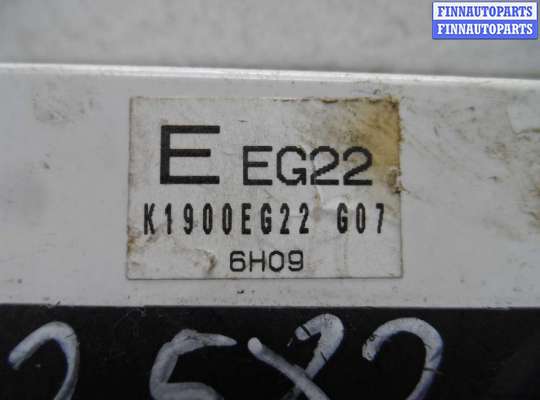 FINNAUTOPARTS
FINNAUTOPARTS
E EG22
K1900EG22 G07
6H09